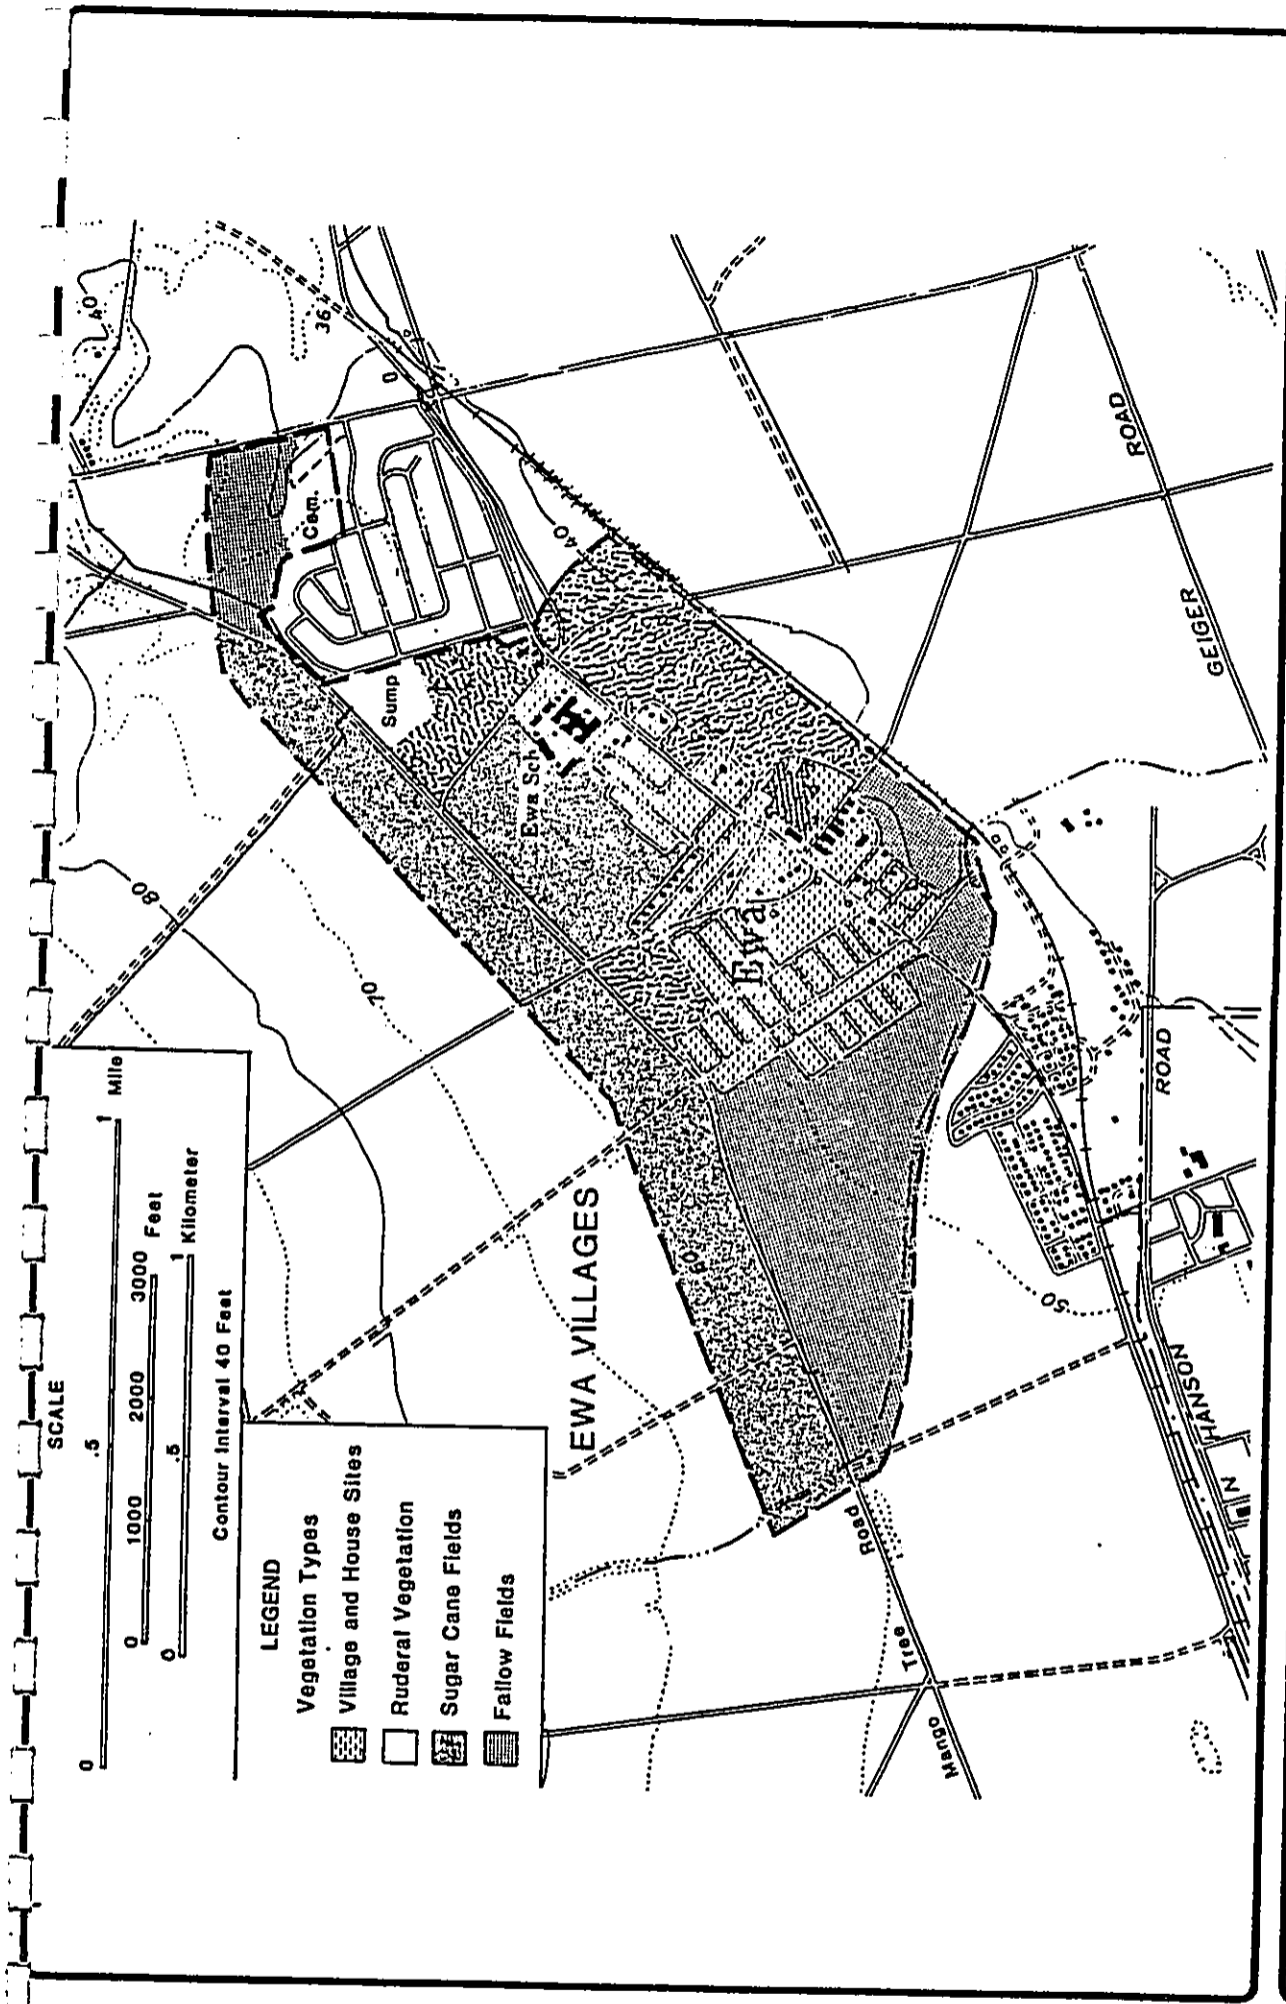 SCALE
0 .5 1 Mile
0 1000 2000 3000 Feet
0 .5 1 Kilometer
Contour Interval 40 Feet
LEGEND
Vegetation Types
Village and House Sites
Ruderal Vegetation
Sugar Cane Fields
Fallow Fields
EWA VILLAGES
80
70
60
50
40
40
36
0
Cem.
Sump
Ewa Sch
Ewa
Mango Tree Road
GEIGER ROAD
HANSON
ROAD
N